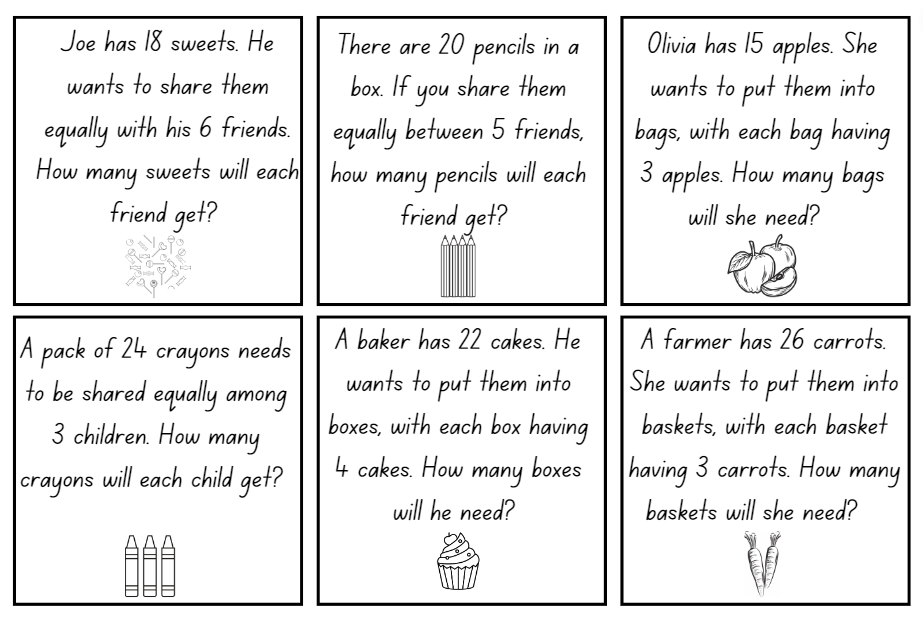 Joe has 18 sweets. He
wants to share them
equally with his 6 friends.
How many sweets will each
friend get?
There are 20 pencils in a
box. If you share them
equally between 5 friends,
how many pencils will each
friend get?
Olivia has 15 apples. She
wants to put them into
bags, with each bag having
3 apples. How many bags
will she need?
A pack of 24 crayons needs
to be shared equally among
3 children. How many
crayons will each child get?
A baker has 22 cakes. He
wants to put them into
boxes, with each box having
4 cakes. How many boxes
will he need?
A farmer has 26 carrots.
She wants to put them into
baskets, with each basket
having 3 carrots. How many
baskets will she need?